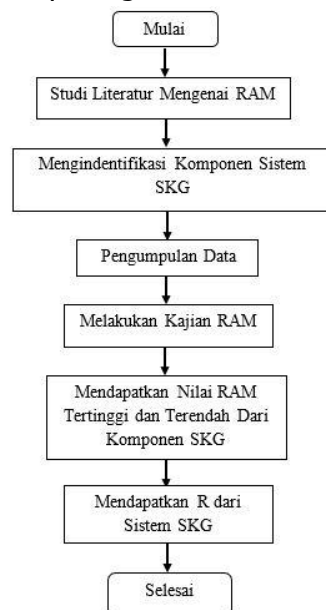 Mulai
Studi Literatur Mengenai RAM
Mengindentifikasi Komponen Sistem
SKG
Pengumpulan Data
Melakukan Kajian RAM
Mendapatkan Nilai RAM
Tertinggi dan Terendah Dari
Komponen SKG
Mendapatkan R dari
Sistem SKG
Selesai